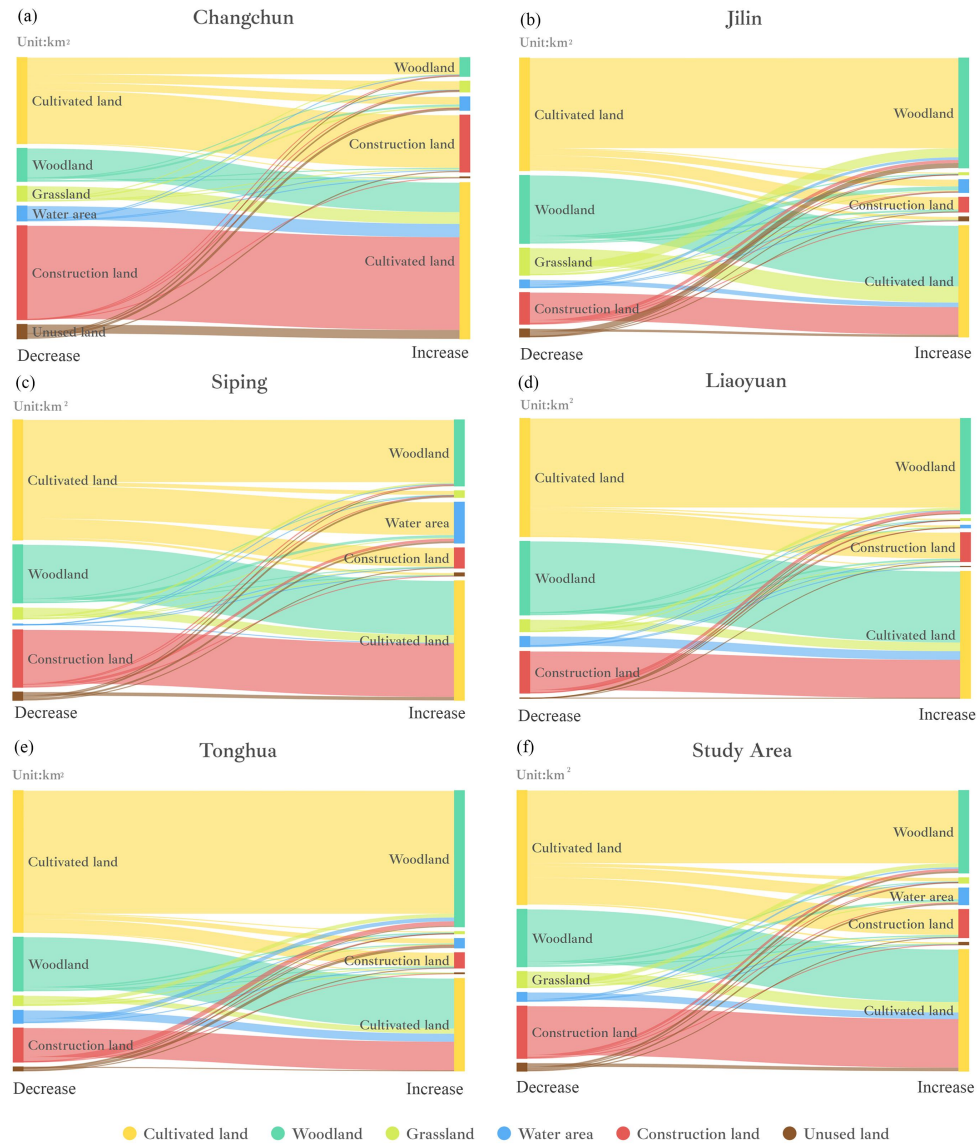 (a)
Changchun
Unit:km²
Cultivated land
Woodland
Grassland
Water area
Construction land
Unused land
Woodland
Construction land
Cultivated land
Decrease
Increase
(b)
Jilin
Unit:km²
Cultivated land
Woodland
Grassland
Construction land
Woodland
Construction land
Cultivated land
Decrease
Increase
(c)
Siping
Unit:km²
Cultivated land
Woodland
Construction land
Woodland
Water area
Construction land
Cultivated land
Decrease
Increase
(d)
Liaoyuan
Unit:km²
Cultivated land
Woodland
Construction land
Woodland
Construction land
Cultivated land
Decrease
Increase
(e)
Tonghua
Unit:km²
Cultivated land
Woodland
Construction land
Woodland
Construction land
Cultivated land
Decrease
Increase
(f)
Study Area
Unit:km²
Cultivated land
Woodland
Grassland
Construction land
Woodland
Water area
Construction land
Cultivated land
Decrease
Increase
Cultivated land
Woodland
Grassland
Water area
Construction land
Unused land